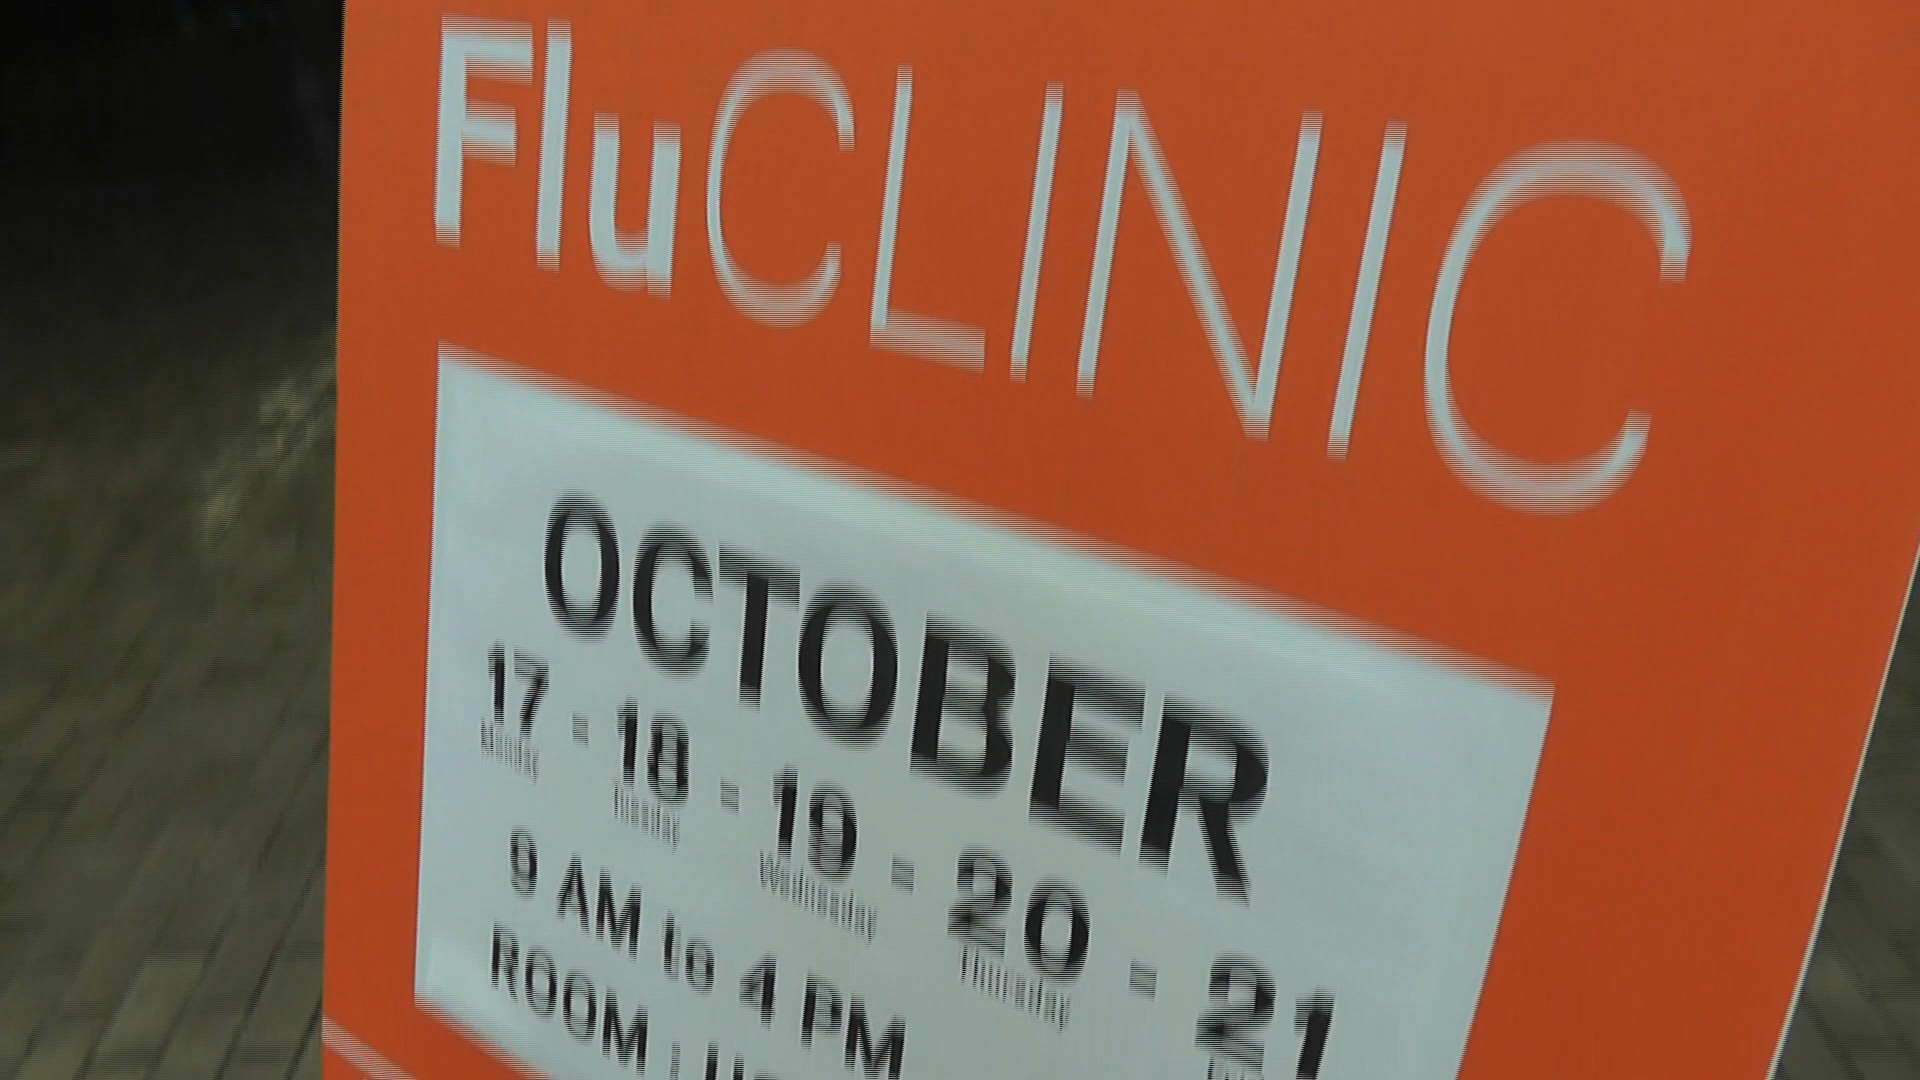 FluCLINIC
OCTOBER
17 - 18 - 19 - 20 - 21
Monday Tuesday Wednesday Thursday
9 AM to 4 PM
ROOM :